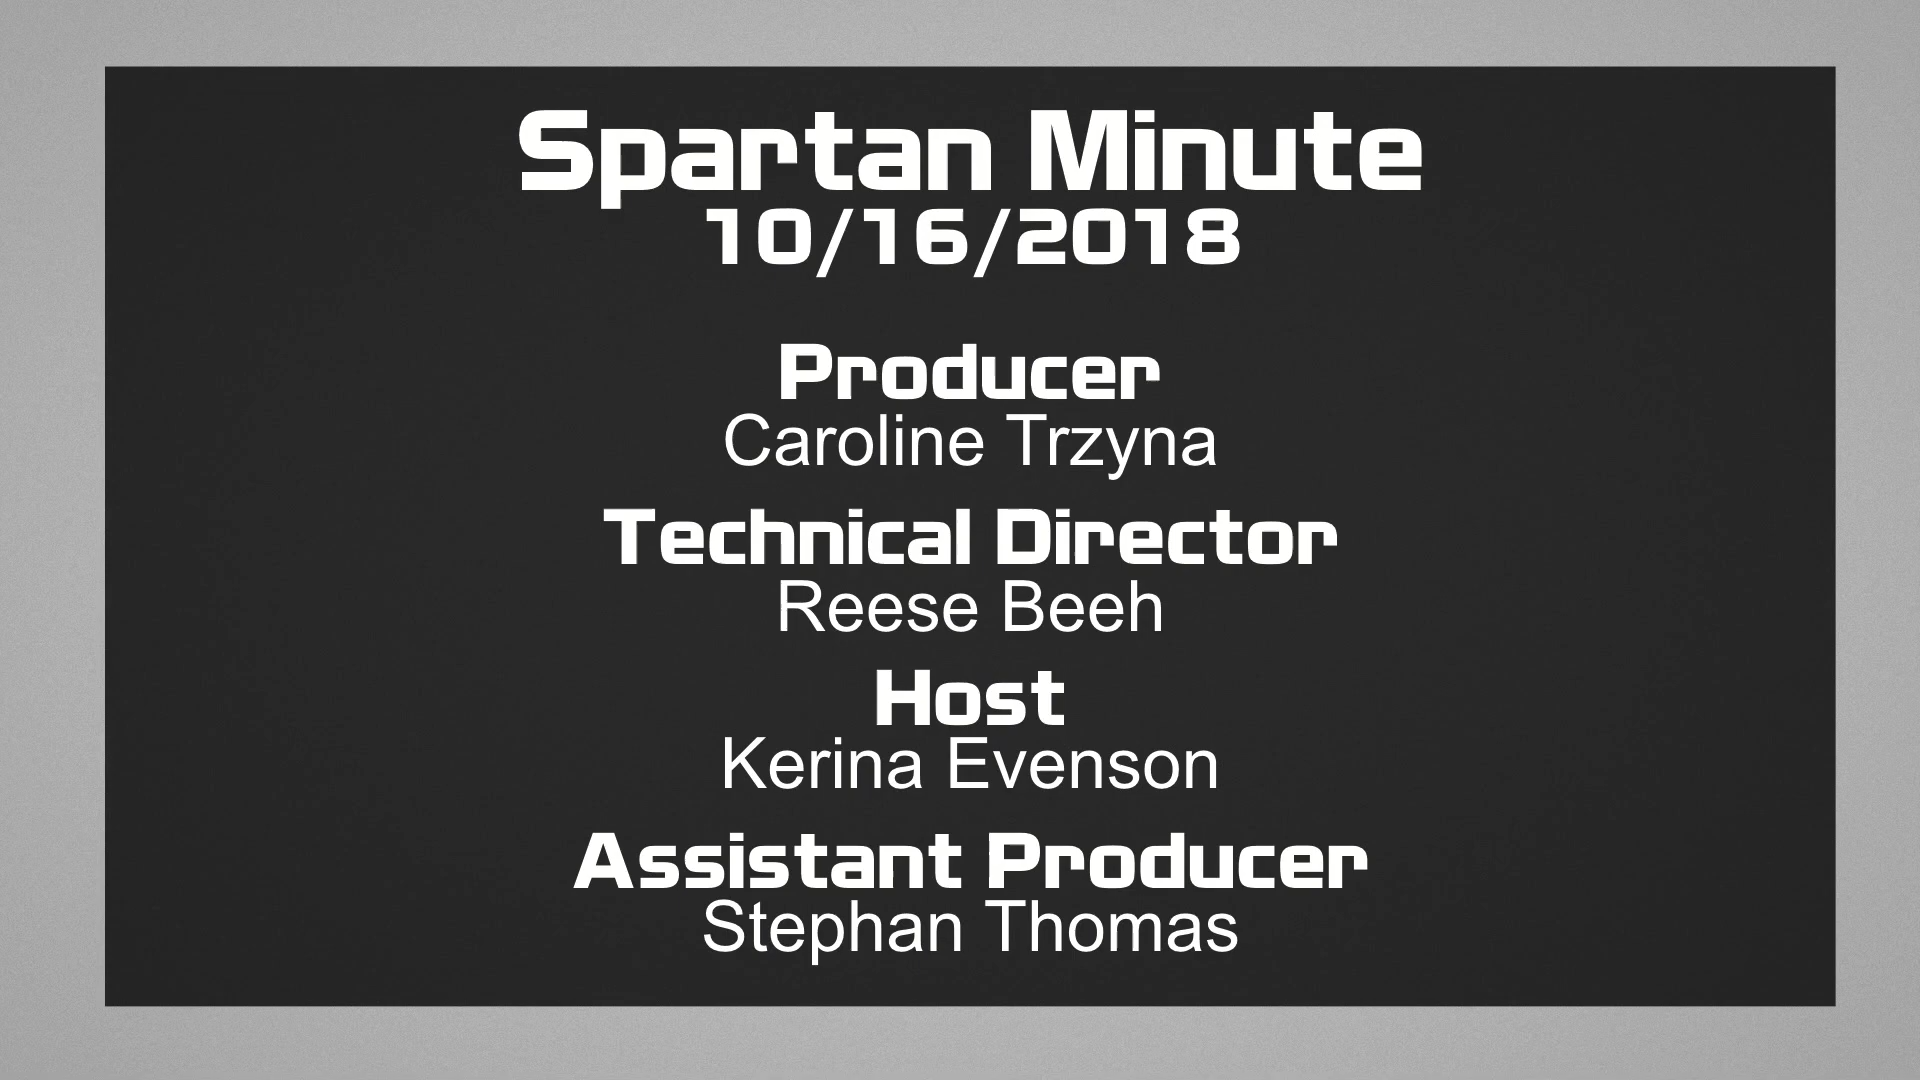 Spartan Minute
10/16/2018
Producer
Caroline Trzyna
Technical Director
Reese Beeh
Host
Kerina Evenson
Assistant Producer
Stephan Thomas